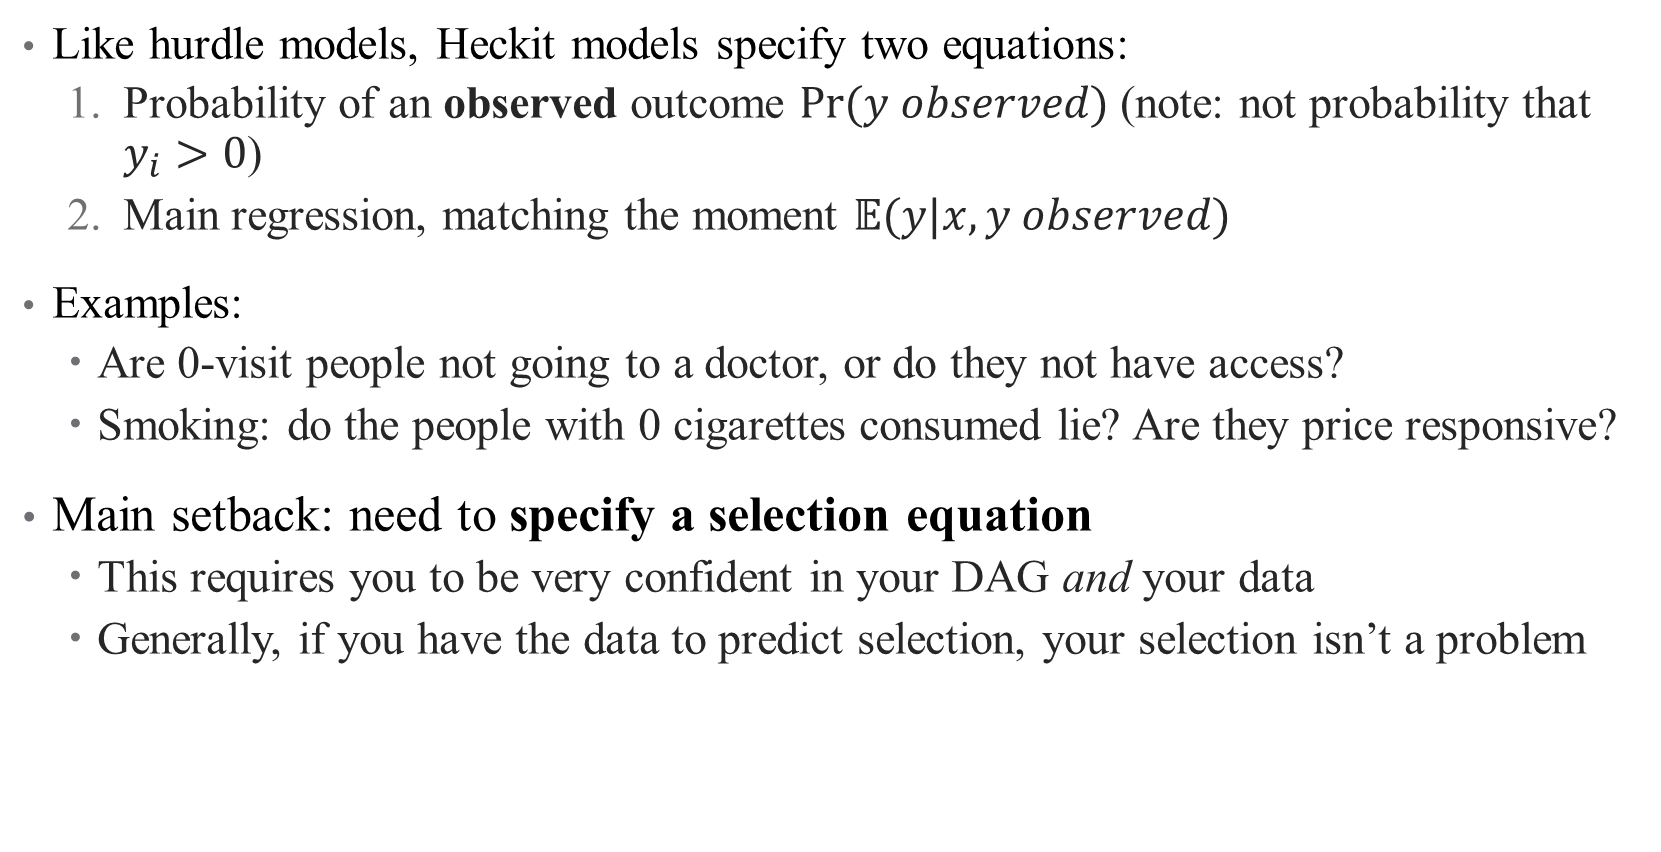 • Like hurdle models, Heckit models specify two equations:
1. Probability of an observed outcome Pr(y observed) (note: not probability that
yᵢ > 0)
2. Main regression, matching the moment 𝔼(y|x, y observed)
• Examples:
• Are 0-visit people not going to a doctor, or do they not have access?
• Smoking: do the people with 0 cigarettes consumed lie? Are they price responsive?
• Main setback: need to specify a selection equation
• This requires you to be very confident in your DAG and your data
• Generally, if you have the data to predict selection, your selection isn’t a problem